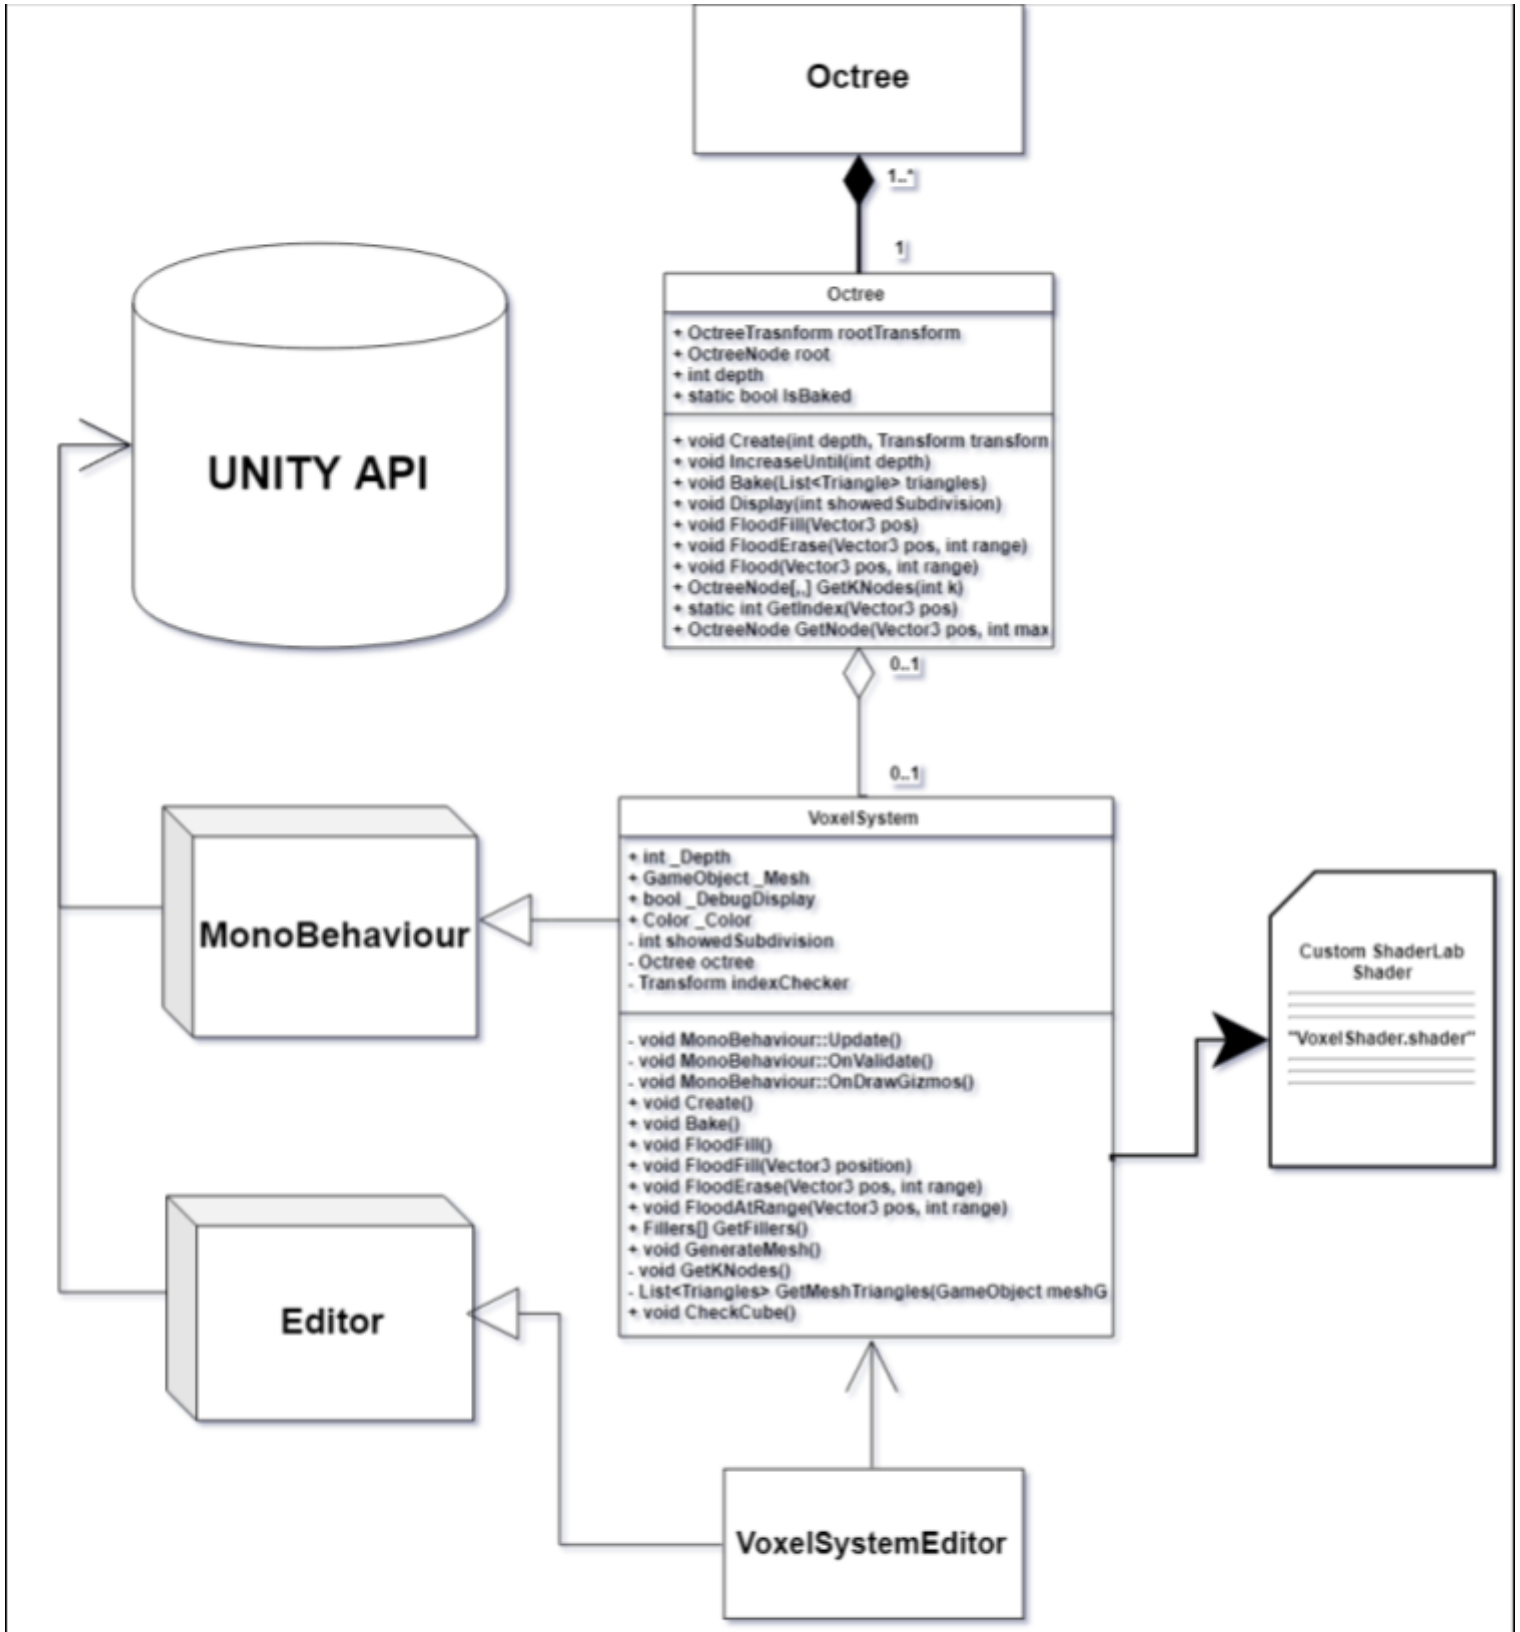 Octree
1..*
1
Octree
+ OctreeTrasnform rootTransform
+ OctreeNode root
+ int depth
+ static bool IsBaked
+ void Create(int depth, Transform transform
+ void IncreaseUntil(int depth)
+ void Bake(List<Triangle> triangles)
+ void Display(int showedSubdivision)
+ void FloodFill(Vector3 pos)
+ void FloodErase(Vector3 pos, int range)
+ void Flood(Vector3 pos, int range)
+ OctreeNode[,,] GetKNodes(int k)
+ static int GetIndex(Vector3 pos)
+ OctreeNode GetNode(Vector3 pos, int max
UNITY API
0..1
0..1
VoxelSystem
+ int _Depth
+ GameObject _Mesh
+ bool _DebugDisplay
+ Color _Color
- int showedSubdivision
- Octree octree
- Transform indexChecker
- void MonoBehaviour::Update()
- void MonoBehaviour::OnValidate()
- void MonoBehaviour::OnDrawGizmos()
+ void Create()
+ void Bake()
+ void FloodFill()
+ void FloodFill(Vector3 position)
+ void FloodErase(Vector3 pos, int range)
+ void FloodAtRange(Vector3 pos, int range)
+ Fillers[] GetFillers()
+ void GenerateMesh()
- void GetKNodes()
- List<Triangles> GetMeshTriangles(GameObject meshG
+ void CheckCube()
MonoBehaviour
Custom ShaderLab
Shader
"VoxelShader.shader"
Editor
VoxelSystemEditor